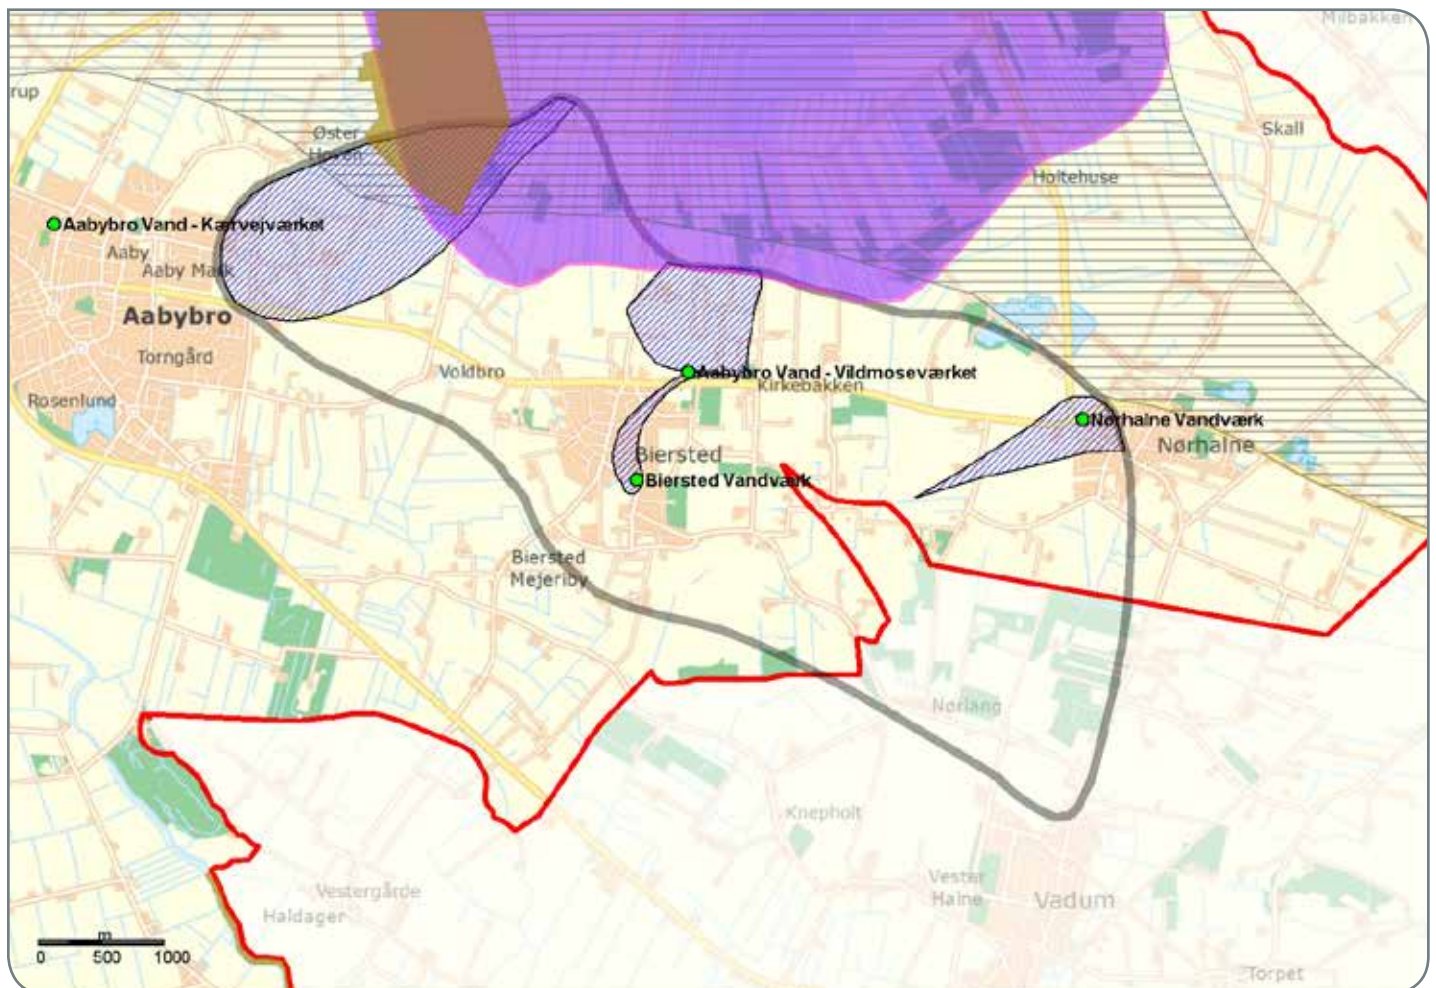 Milbakken
rup
Øster
Hoven
Skall
Holtehuse
Aabybro Vand - Kærvejværket
Aaby
Aaby Mark
Aabybro
Torngård
Voldbro
Aabybro Vand - Vildmoseværket
Kirkebakken
Rosenlund
Nørhalne Vandværk
Nørhalne
Biersted
Biersted Vandværk
Biersted
Mejeriby
Nørlang
Knepholt
Vester
Halne
Vadum
Vestergårde
Haldager
m
0 500 1000
Torpet